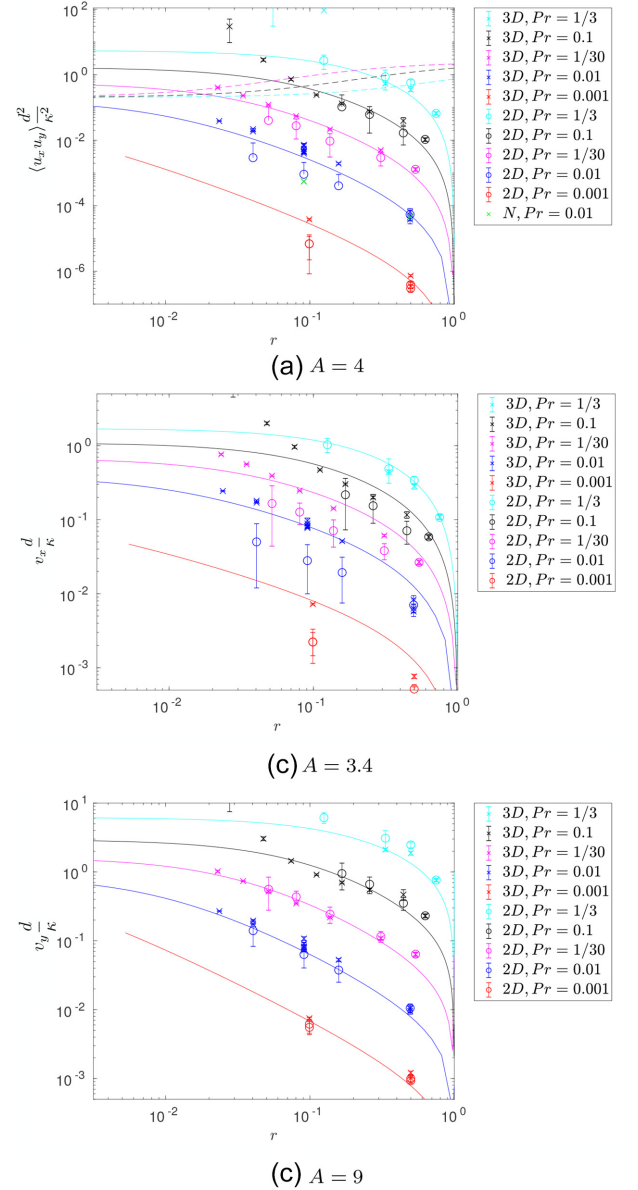 10^2
10^0
10^-2
10^-4
10^-6
⟨u_x u_y⟩ d^2/κ^2
10^-2
10^-1
10^0
r
3D, Pr = 1/3
3D, Pr = 0.1
3D, Pr = 1/30
3D, Pr = 0.01
3D, Pr = 0.001
2D, Pr = 1/3
2D, Pr = 0.1
2D, Pr = 1/30
2D, Pr = 0.01
2D, Pr = 0.001
N, Pr = 0.01
(a) A = 4
10^0
10^-1
10^-2
10^-3
v_x d/κ
10^-2
10^-1
10^0
r
3D, Pr = 1/3
3D, Pr = 0.1
3D, Pr = 1/30
3D, Pr = 0.01
3D, Pr = 0.001
2D, Pr = 1/3
2D, Pr = 0.1
2D, Pr = 1/30
2D, Pr = 0.01
2D, Pr = 0.001
(c) A = 3.4
10^1
10^0
10^-1
10^-2
10^-3
v_y d/κ
10^-2
10^-1
10^0
r
3D, Pr = 1/3
3D, Pr = 0.1
3D, Pr = 1/30
3D, Pr = 0.01
3D, Pr = 0.001
2D, Pr = 1/3
2D, Pr = 0.1
2D, Pr = 1/30
2D, Pr = 0.01
2D, Pr = 0.001
(c) A = 9